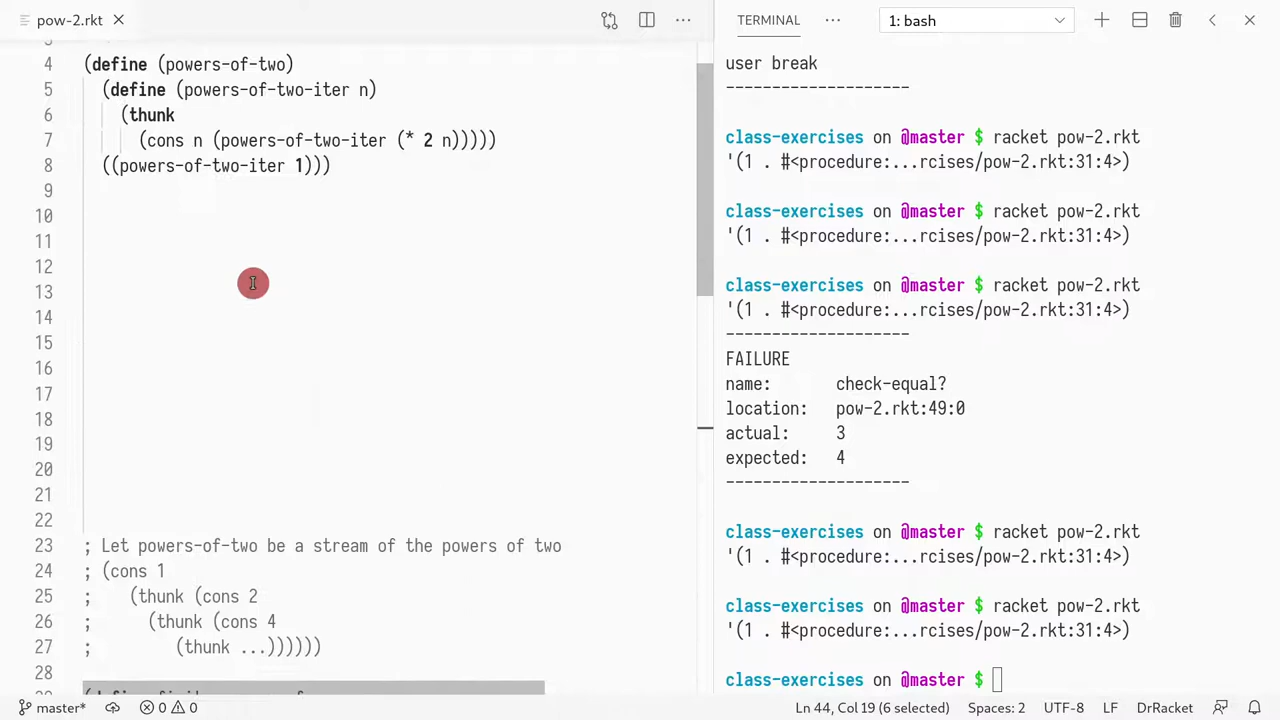 pow-2.rkt
TERMINAL
1: bash
3
4 (define (powers-of-two)
5 (define (powers-of-two-iter n)
6 (thunk
7 (cons n (powers-of-two-iter (* 2 n)))))
8 ((powers-of-two-iter 1)))
9
10
11
12
13
14
15
16
17
18
19
20
21
22
23 ; Let powers-of-two be a stream of the powers of two
24 ; (cons 1
25 ; (thunk (cons 2
26 ; (thunk (cons 4
27 ; (thunk ...))))))
28
user break
--------------------
class-exercises on @master $ racket pow-2.rkt
'(1 . #<procedure:...rcises/pow-2.rkt:31:4>)
class-exercises on @master $ racket pow-2.rkt
'(1 . #<procedure:...rcises/pow-2.rkt:31:4>)
class-exercises on @master $ racket pow-2.rkt
'(1 . #<procedure:...rcises/pow-2.rkt:31:4>)
--------------------
FAILURE
name: check-equal?
location: pow-2.rkt:49:0
actual: 3
expected: 4
--------------------
class-exercises on @master $ racket pow-2.rkt
'(1 . #<procedure:...rcises/pow-2.rkt:31:4>)
class-exercises on @master $ racket pow-2.rkt
'(1 . #<procedure:...rcises/pow-2.rkt:31:4>)
class-exercises on @master $
master* 0 0 Ln 44, Col 19 (6 selected) Spaces: 2 UTF-8 LF DrRacket